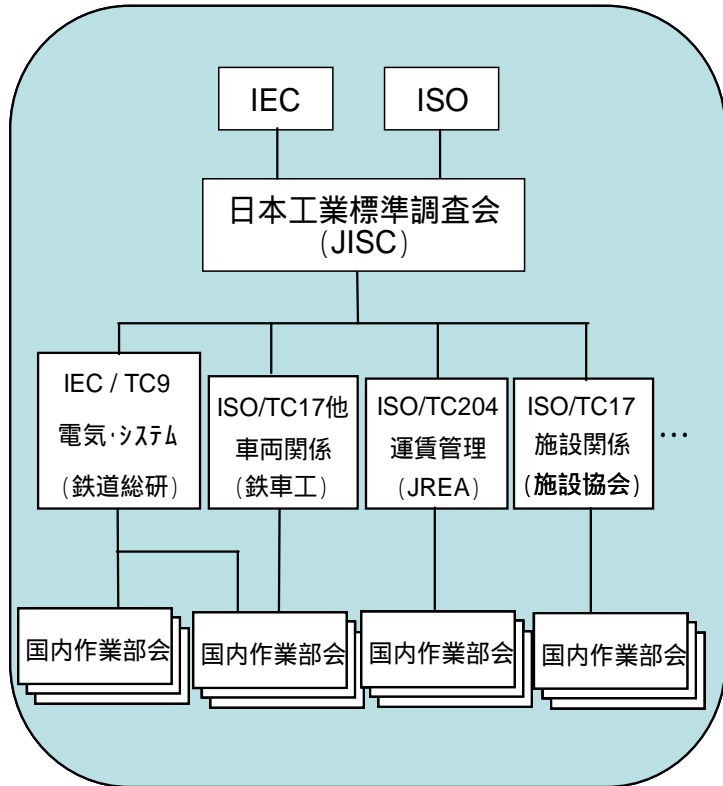 IEC
ISO
日本工業標準調査会
(JISC)
IEC / TC9
電気･ｼｽﾃﾑ
(鉄道総研)
ISO/TC17他
車両関係
(鉄車工)
ISO/TC204
運賃管理
(JREA)
ISO/TC17
施設関係
(施設協会)
…
国内作業部会
国内作業部会
国内作業部会
国内作業部会